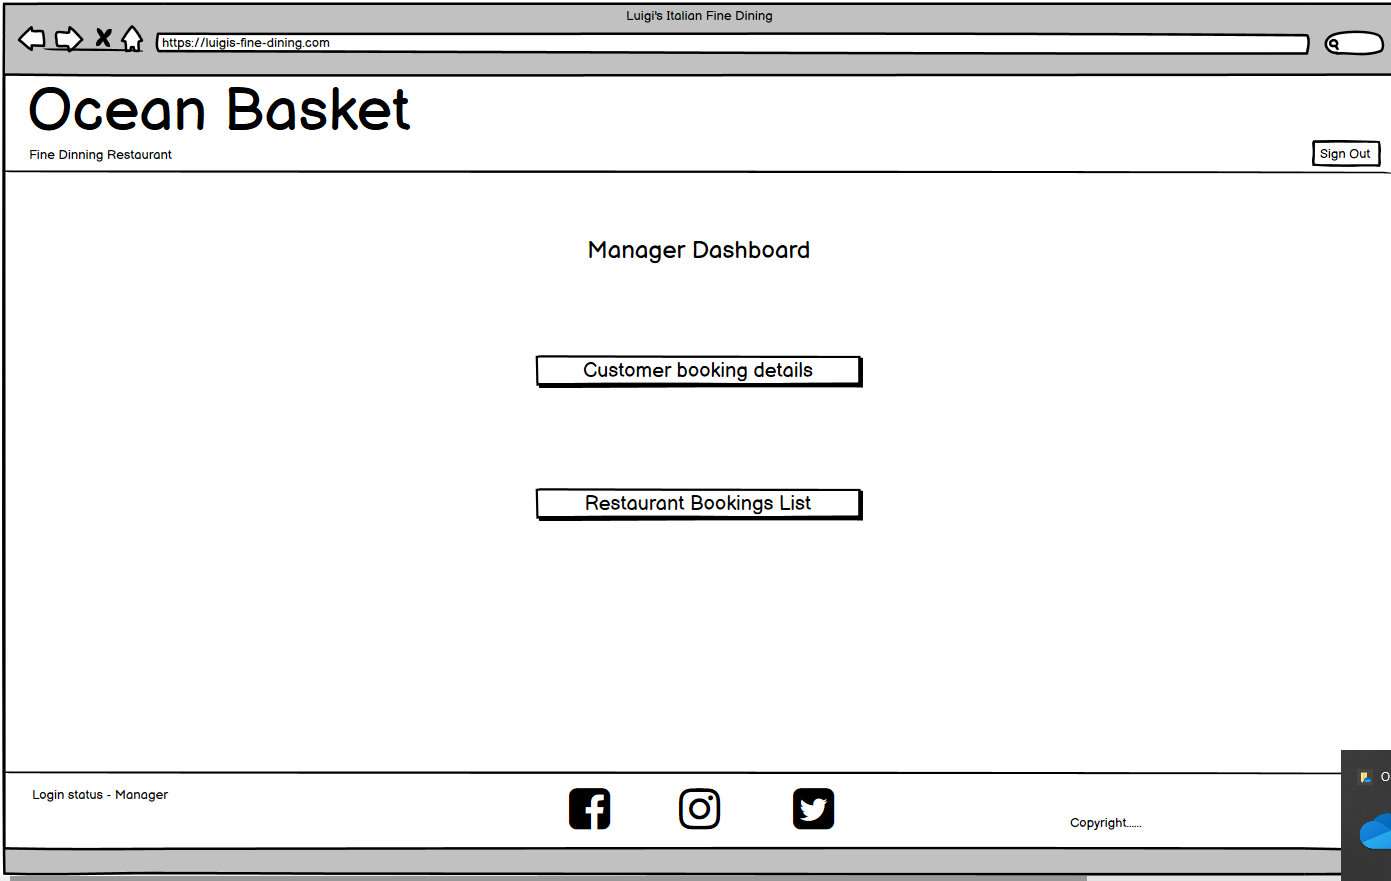 Luigi's Italian Fine Dining
https://luigis-fine-dining.com
Ocean Basket
Fine Dinning Restaurant
Sign Out
Manager Dashboard
Customer booking details
Restaurant Bookings List
Login status - Manager
Copyright......